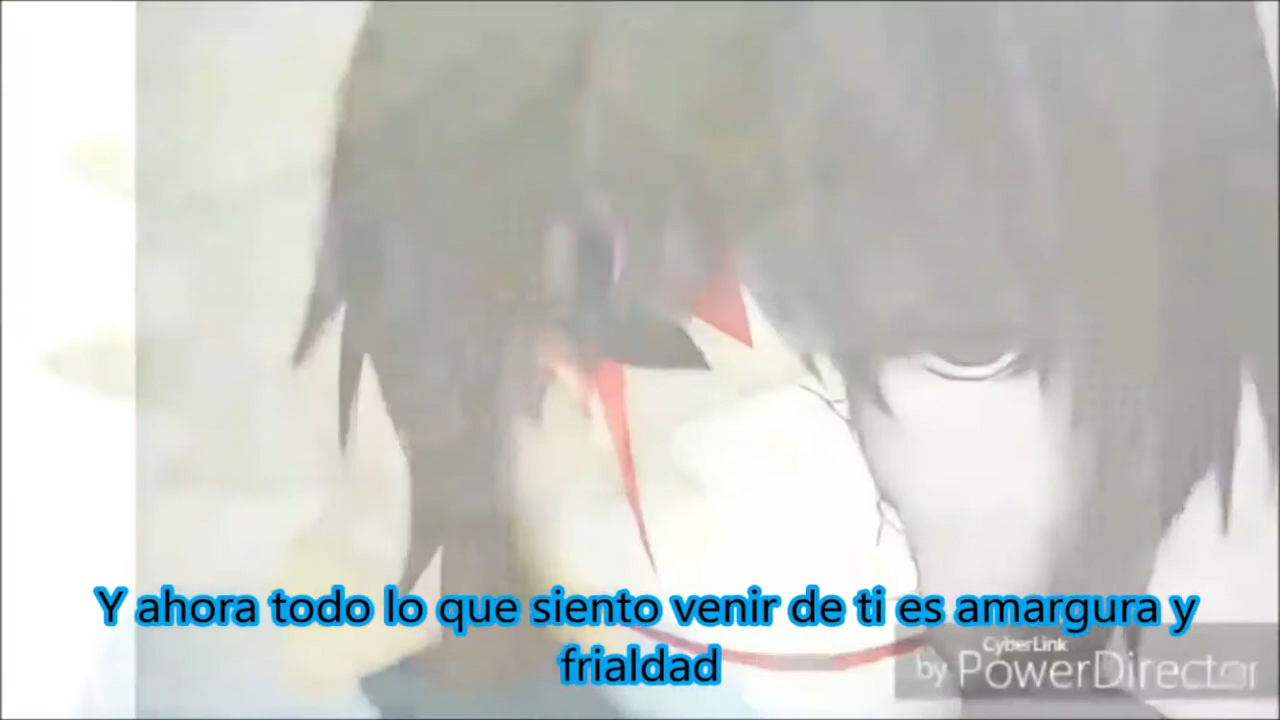 Y ahora todo lo que siento venir de ti es amargura y
frialdad
CyberLink
by PowerDirector